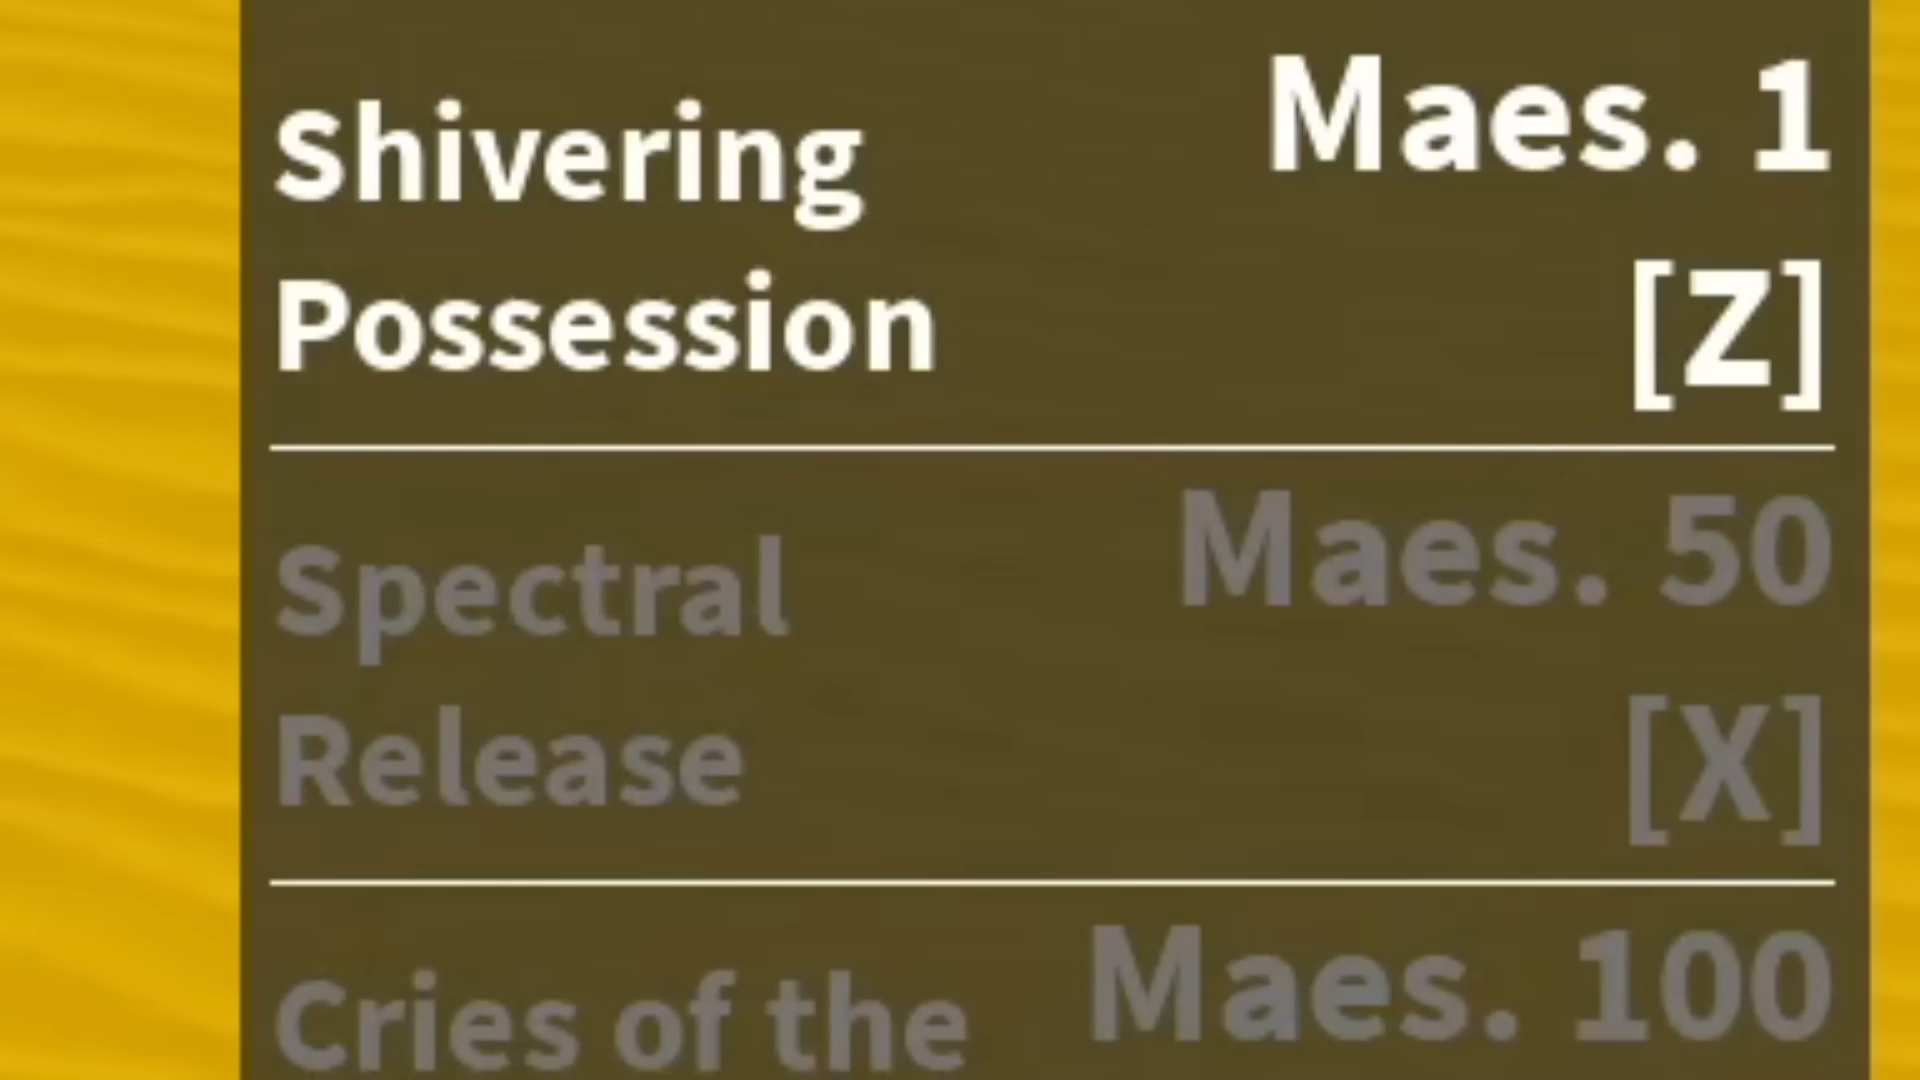 Shivering Maes. 1
Possession [Z]
Spectral Maes. 50
Release [X]
Cries of the Maes. 100